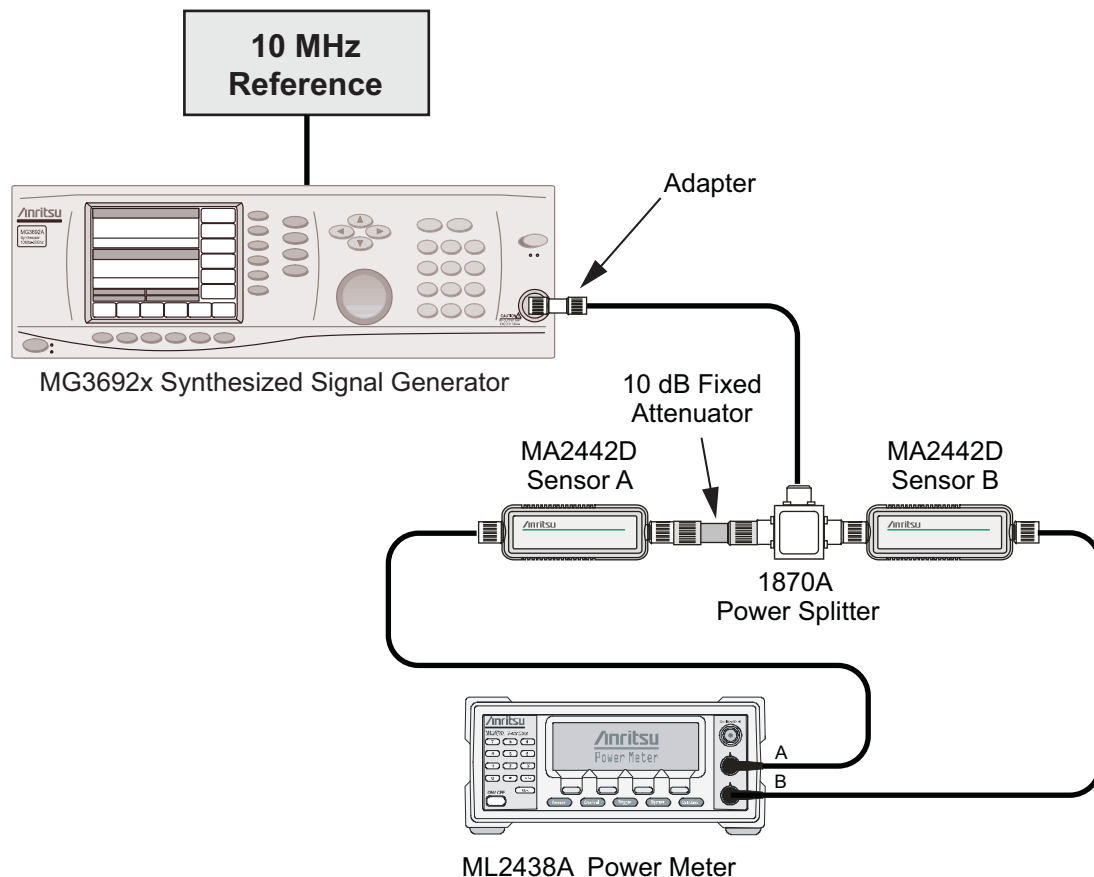 10 MHz
Reference
Adapter
Anritsu
MG3692A
MG3692x Synthesized Signal Generator
10 dB Fixed
Attenuator
MA2442D
Sensor A
MA2442D
Sensor B
Anritsu
Anritsu
1870A
Power Splitter
Anritsu
Anritsu
Power Meter
A
B
ML2438A Power Meter